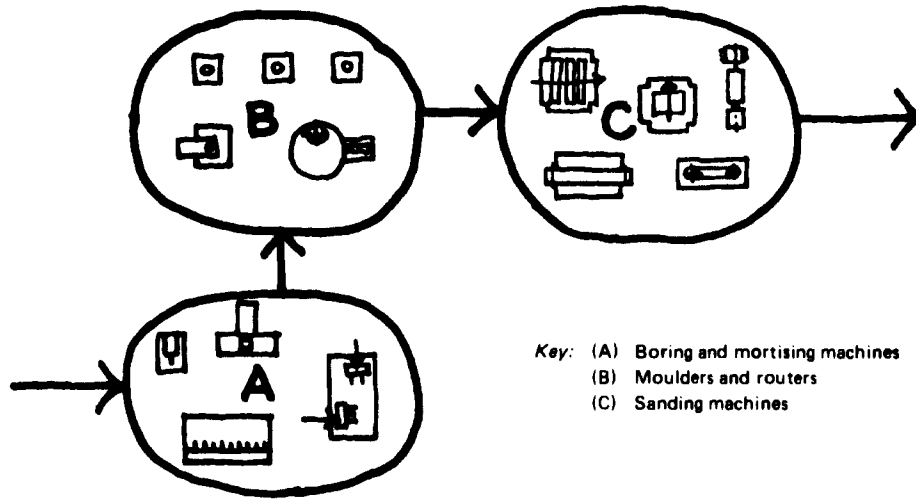 B
C
A
Key: (A) Boring and mortising machines
(B) Moulders and routers
(C) Sanding machines